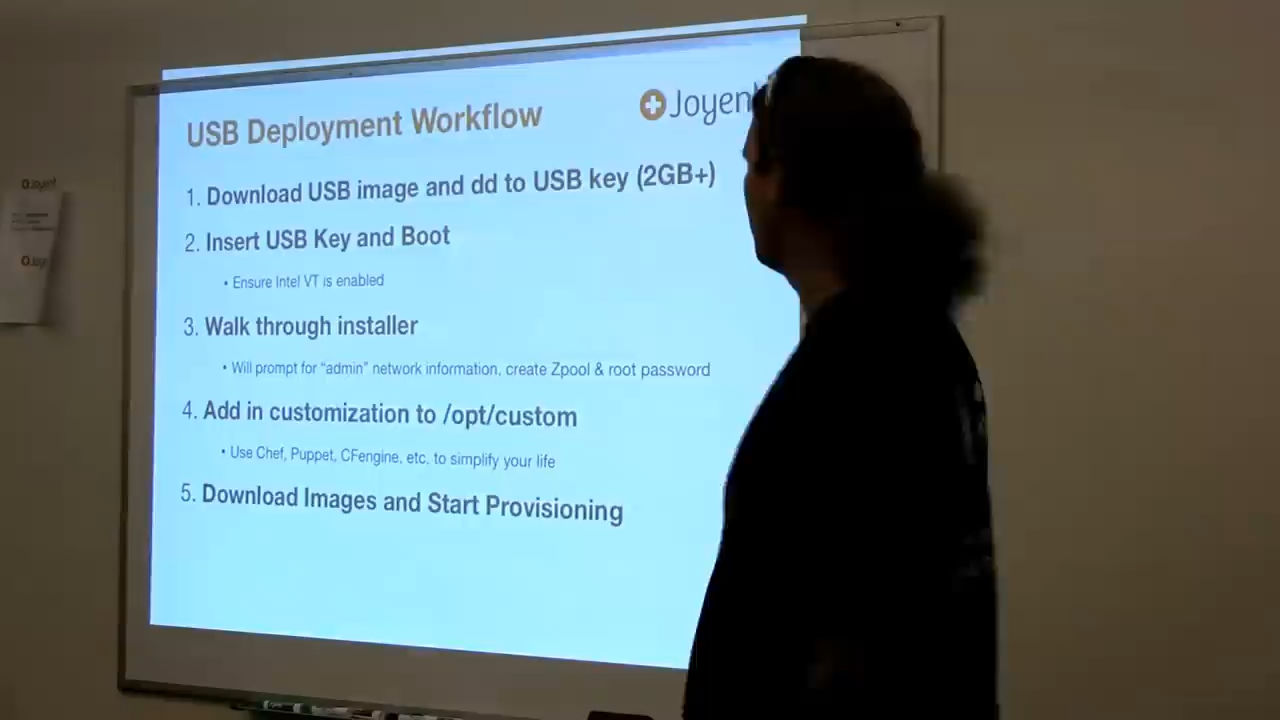 Joyent
USB Deployment Workflow
1. Download USB image and dd to USB key (2GB+)
2. Insert USB Key and Boot
• Ensure Intel VT is enabled
3. Walk through installer
• Will prompt for “admin” network information, create Zpool & root password
4. Add in customization to /opt/custom
• Use Chef, Puppet, CFengine, etc. to simplify your life
5. Download Images and Start Provisioning
Joyent